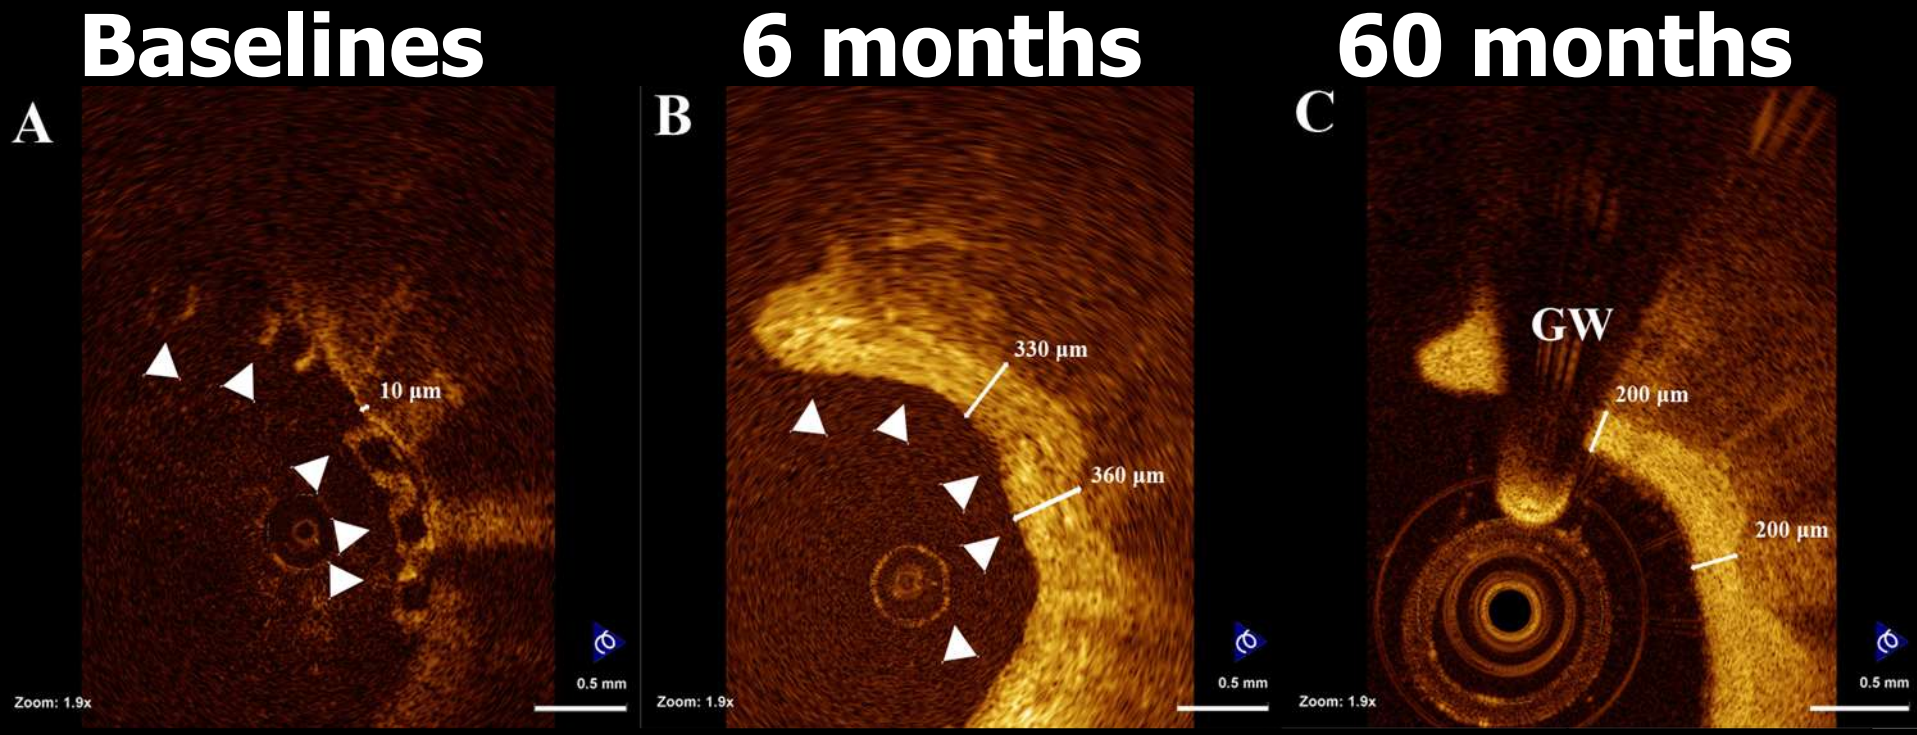 Baselines
6 months
60 months
A
10 µm
Zoom: 1.9x
0.5 mm
B
330 µm
360 µm
Zoom: 1.9x
0.5 mm
C
GW
200 µm
200 µm
Zoom: 1.9x
0.5 mm